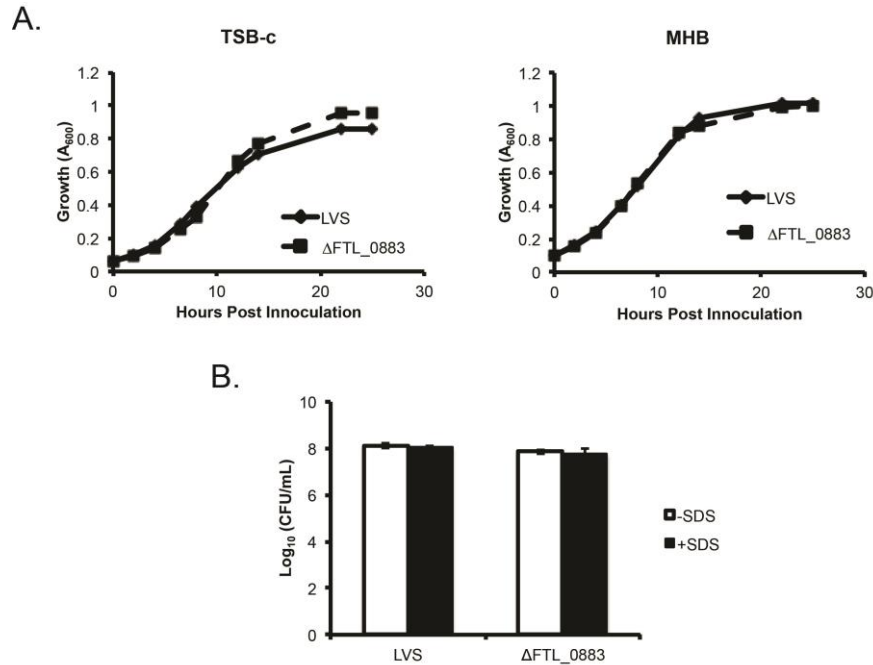 A.
TSB-c
MHB
Growth (A600)
1.2
1
0.8
0.6
0.4
0.2
0
0
10
20
30
Hours Post Innoculation
LVS
ΔFTL_0883
Growth (A600)
1.2
1
0.8
0.6
0.4
0.2
0
0
10
20
30
Hours Post Innoculation
LVS
ΔFTL_0883
B.
Log10 (CFU/mL)
10
8
6
4
2
0
LVS
ΔFTL_0883
-SDS
+SDS